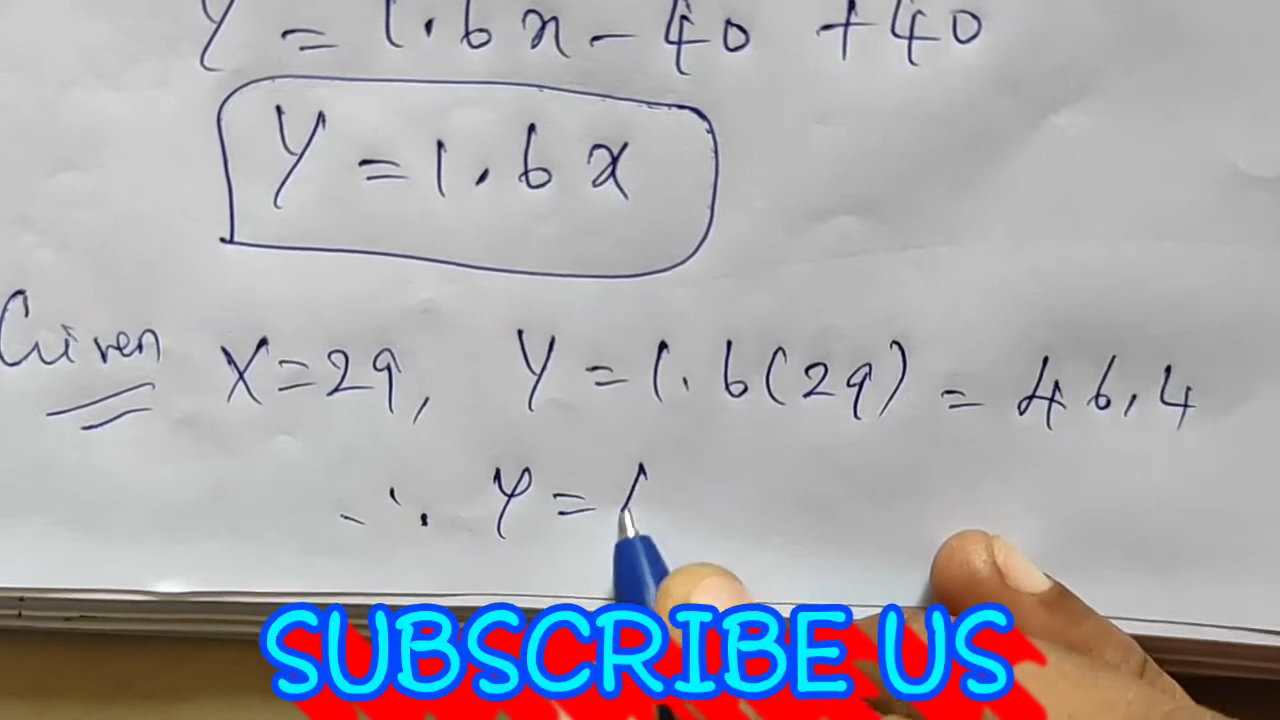 Y = 1.6x - 40 + 40
Y = 1.6x
Given X = 29, Y = 1.6(29) = 46.4
∴ Y = (
SUBSCRIBE US